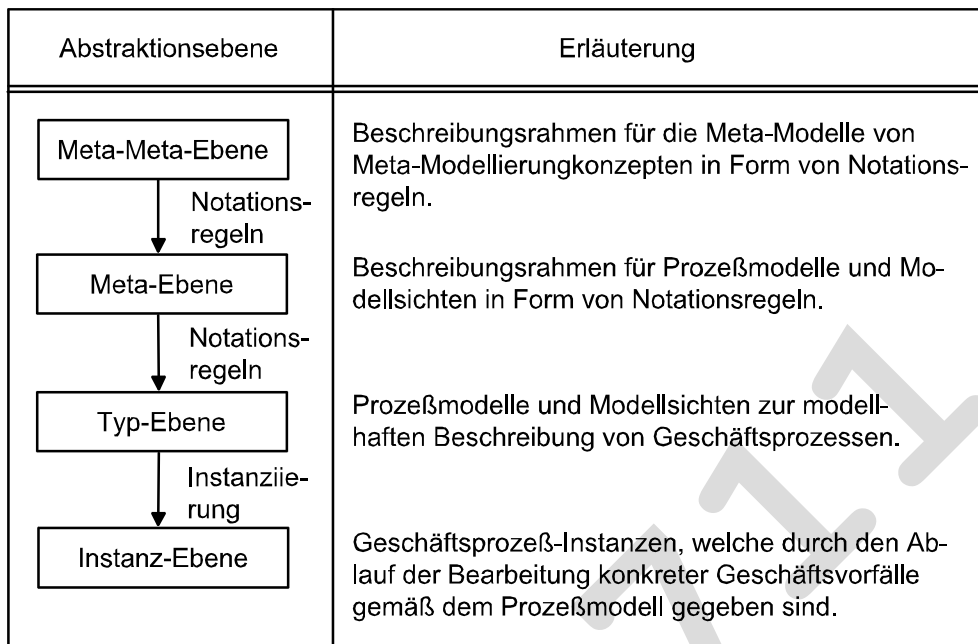 Abstraktionsebene
Erläuterung
Meta-Meta-Ebene
Beschreibungsrahmen für die Meta-Modelle von
Meta-Modellierungkonzepten in Form von Notations-
regeln.
Notations-
regeln
Meta-Ebene
Beschreibungsrahmen für Prozeßmodelle und Mo-
dellsichten in Form von Notationsregeln.
Notations-
regeln
Typ-Ebene
Prozeßmodelle und Modellsichten zur modell-
haften Beschreibung von Geschäftsprozessen.
Instanziie-
rung
Instanz-Ebene
Geschäftsprozeß-Instanzen, welche durch den Ab-
lauf der Bearbeitung konkreter Geschäftsvorfälle
gemäß dem Prozeßmodell gegeben sind.
711